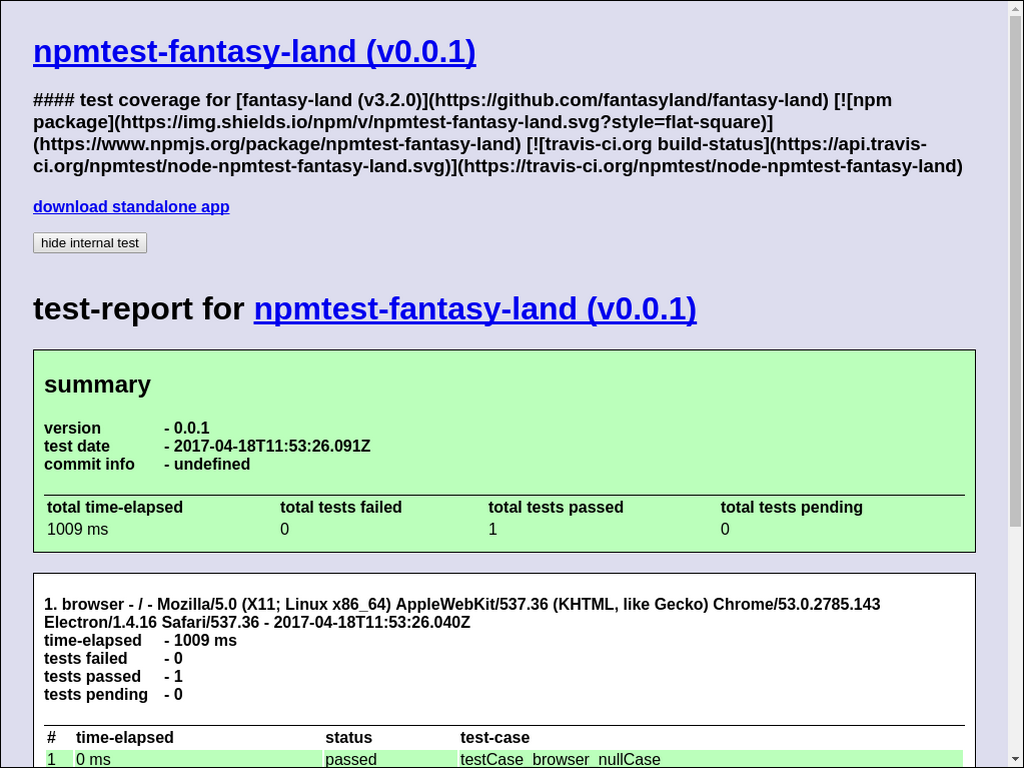 npmtest-fantasy-land (v0.0.1)
#### test coverage for [fantasy-land (v3.2.0)](https://github.com/fantasyland/fantasy-land) [![npm
package](https://img.shields.io/npm/v/npmtest-fantasy-land.svg?style=flat-square)]
(https://www.npmjs.org/package/npmtest-fantasy-land) [![travis-ci.org build-status](https://api.travis-
ci.org/npmtest/node-npmtest-fantasy-land.svg)](https://travis-ci.org/npmtest/node-npmtest-fantasy-land)
download standalone app
hide internal test
test-report for npmtest-fantasy-land (v0.0.1)
summary
version - 0.0.1
test date - 2017-04-18T11:53:26.091Z
commit info - undefined
total time-elapsed total tests failed total tests passed total tests pending
1009 ms 0 1 0
1. browser - / - Mozilla/5.0 (X11; Linux x86_64) AppleWebKit/537.36 (KHTML, like Gecko) Chrome/53.0.2785.143
Electron/1.4.16 Safari/537.36 - 2017-04-18T11:53:26.040Z
time-elapsed - 1009 ms
tests failed - 0
tests passed - 1
tests pending - 0
# time-elapsed status test-case
1 0 ms passed testCase_browser_nullCase